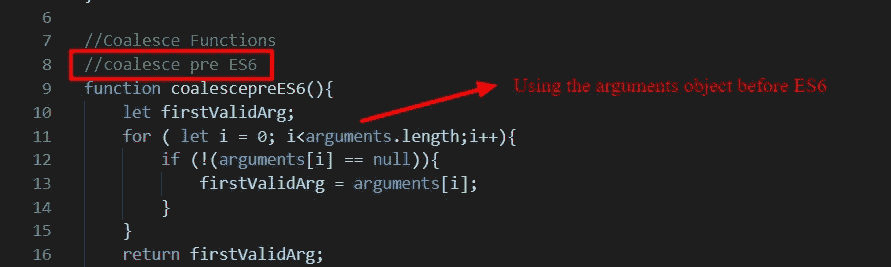 6
7 //Coalesce Functions
8 //coalesce pre ES6
9 function coalescepreES6(){
Using the arguments object before ES6
10 let firstValidArg;
11 for ( let i = 0; i<arguments.length;i++){
12 if (!(arguments[i] == null)){
13 firstValidArg = arguments[i];
14 }
15 }
16 return firstValidArg;